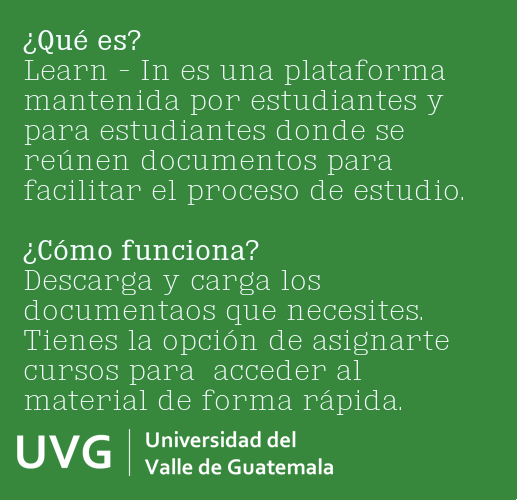 ¿Qué es?
Learn - In es una plataforma
mantenida por estudiantes y
para estudiantes donde se
reúnen documentos para
facilitar el proceso de estudio.
¿Cómo funciona?
Descarga y carga los
documentaos que necesites.
Tienes la opción de asignarte
cursos para  acceder al
material de forma rápida.
UVG
Universidad del
Valle de Guatemala